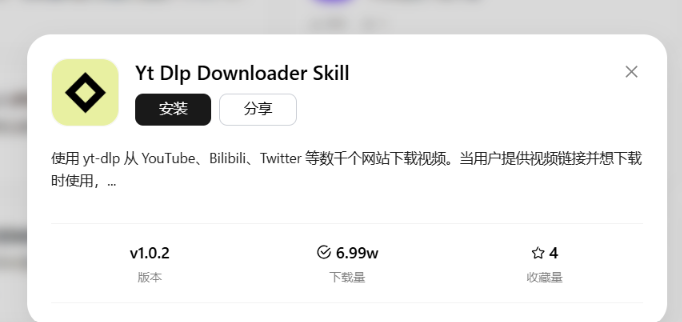 Yt Dlp Downloader Skill
安装 分享
使用 yt-dlp 从 YouTube、Bilibili、Twitter 等数千个网站下载视频。当用户提供视频链接并想下载
时使用，...
v1.0.2 6.99w 4
版本 下载量 收藏量